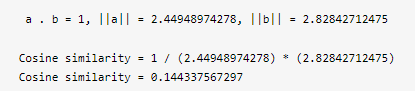 a . b = 1, ||a|| = 2.44948974278, ||b|| = 2.82842712475
Cosine similarity = 1 / (2.44948974278) * (2.82842712475)
Cosine similarity = 0.144337567297